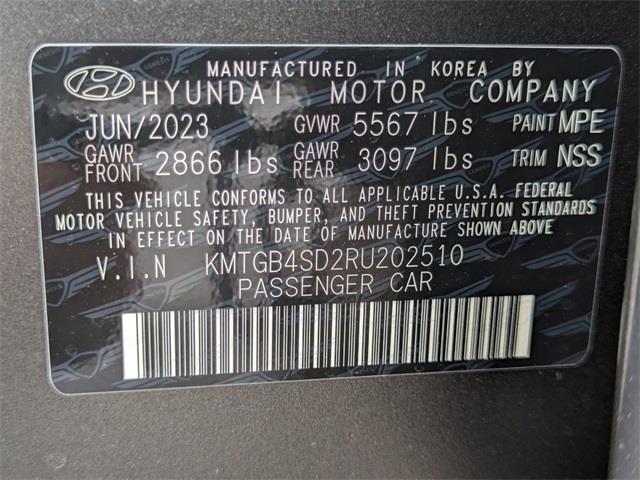 MANUFACTURED IN KOREA BY
HYUNDAI MOTOR COMPANY
JUN/2023 GVWR 5567 lbs PAINT MPE
GAWR FRONT 2866 lbs GAWR REAR 3097 lbs TRIM NSS
THIS VEHICLE CONFORMS TO ALL APPLICABLE U.S.A. FEDERAL
MOTOR VEHICLE SAFETY, BUMPER, AND THEFT PREVENTION STANDARDS
IN EFFECT ON THE DATE OF MANUFACTURE SHOWN ABOVE
V.I.N KMTGB4SD2RU202510
PASSENGER CAR